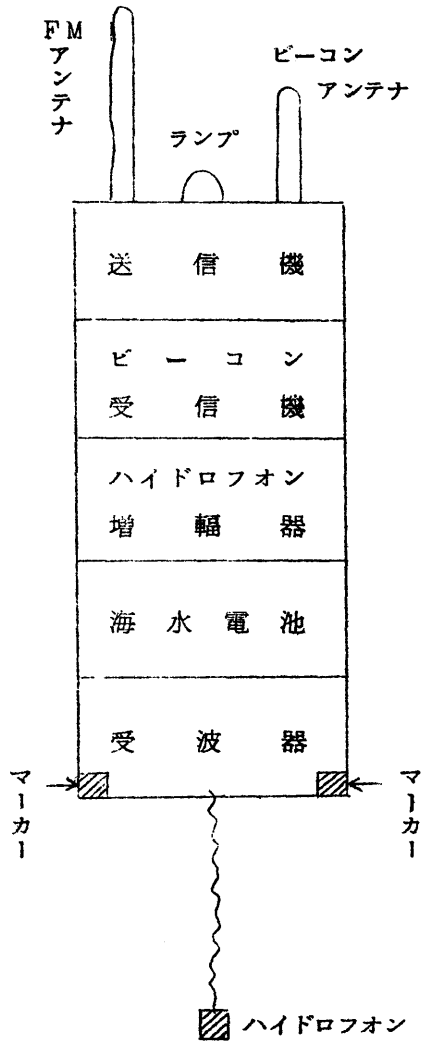 FM
アンテナ
ビーコン
アンテナ
ランプ
送信機
ビーコン
受信機
ハイドロフォン
増輻器
海水電池
受波器
マーカー
マーカー
ハイドロフォン